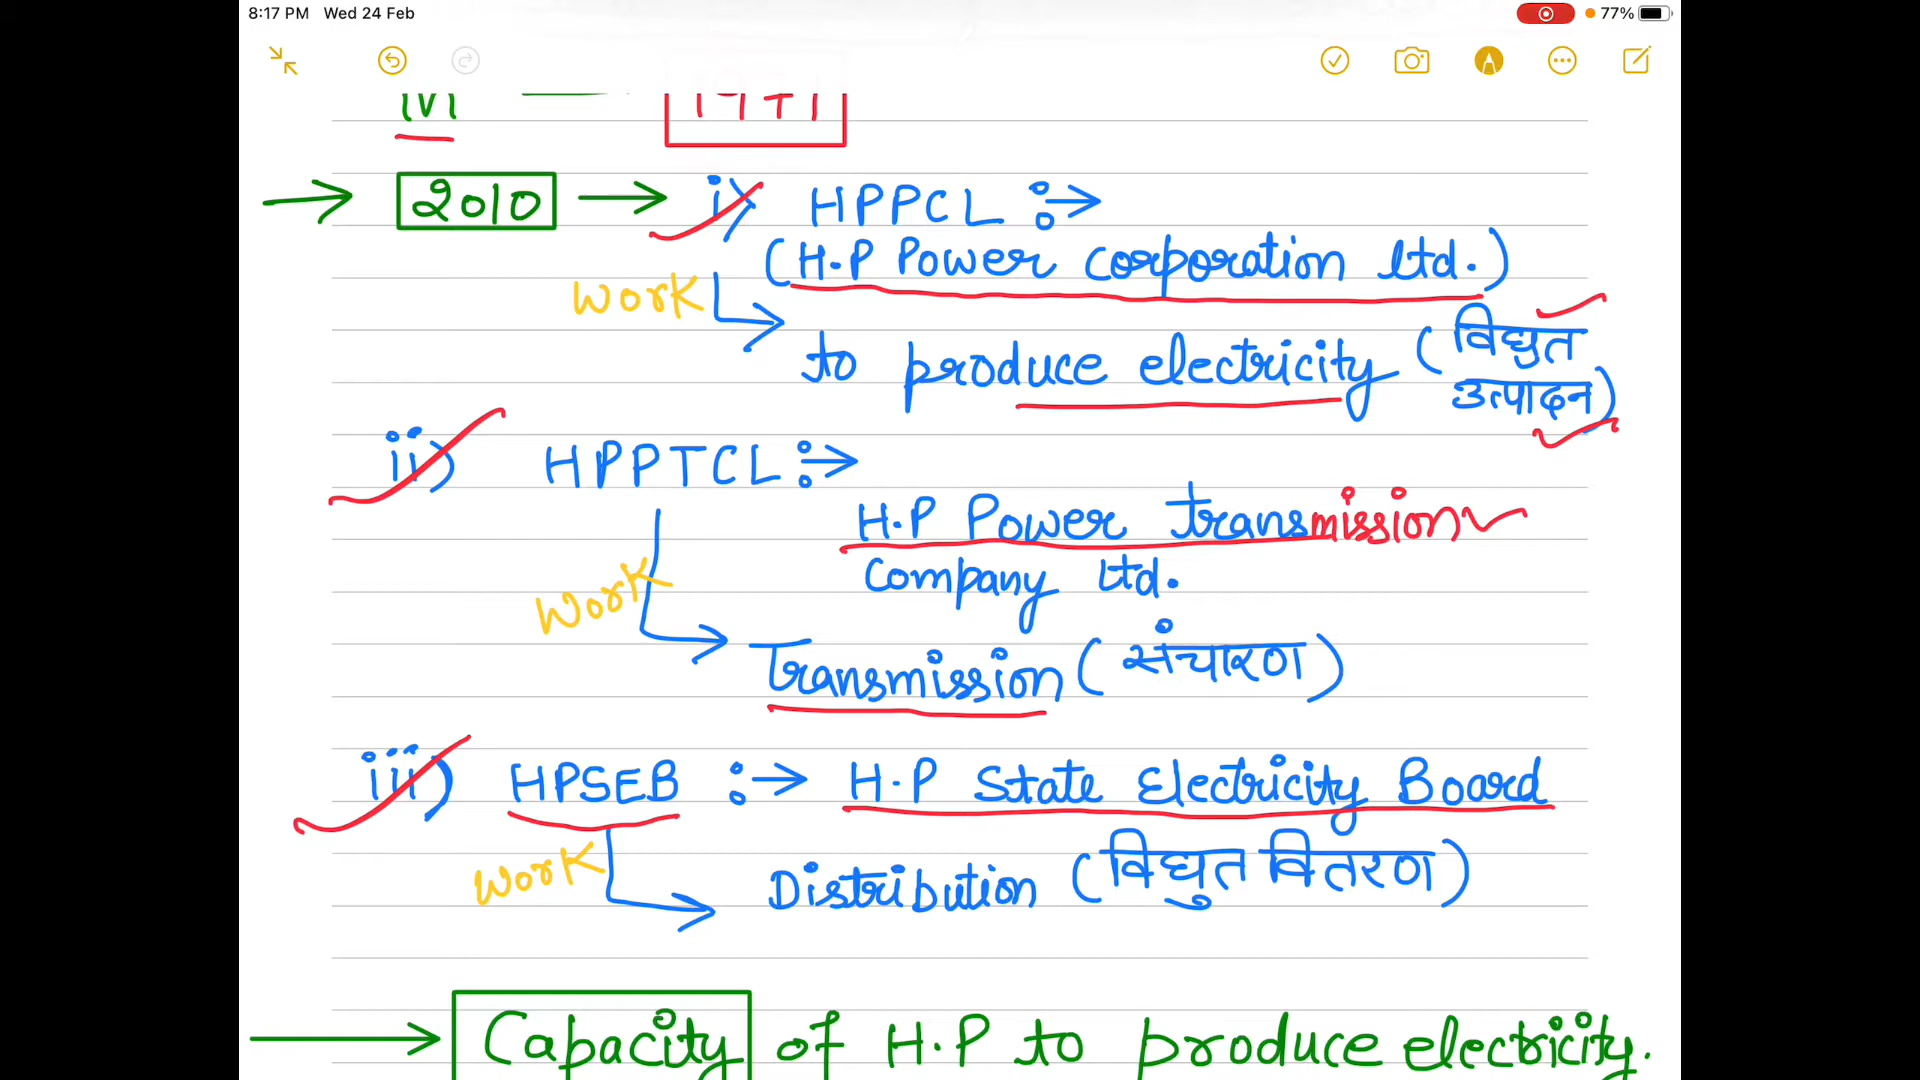 8:17 PM Wed 24 Feb 77%
in 1971
→ 2010 → i) HPPCL :→
(H.P Power corporation ltd.)
Work
to produce electricity (विघुत
उत्पादन)
ii) HPPTCL :→
H.P Power Transmission
Company Ltd.
Work
Transmission (संचारण)
iii) HPSEB :→ H.P State Electricity Board
Work
Distribution (विघुत वितरण)
→ Capacity of H.P to produce electricity.